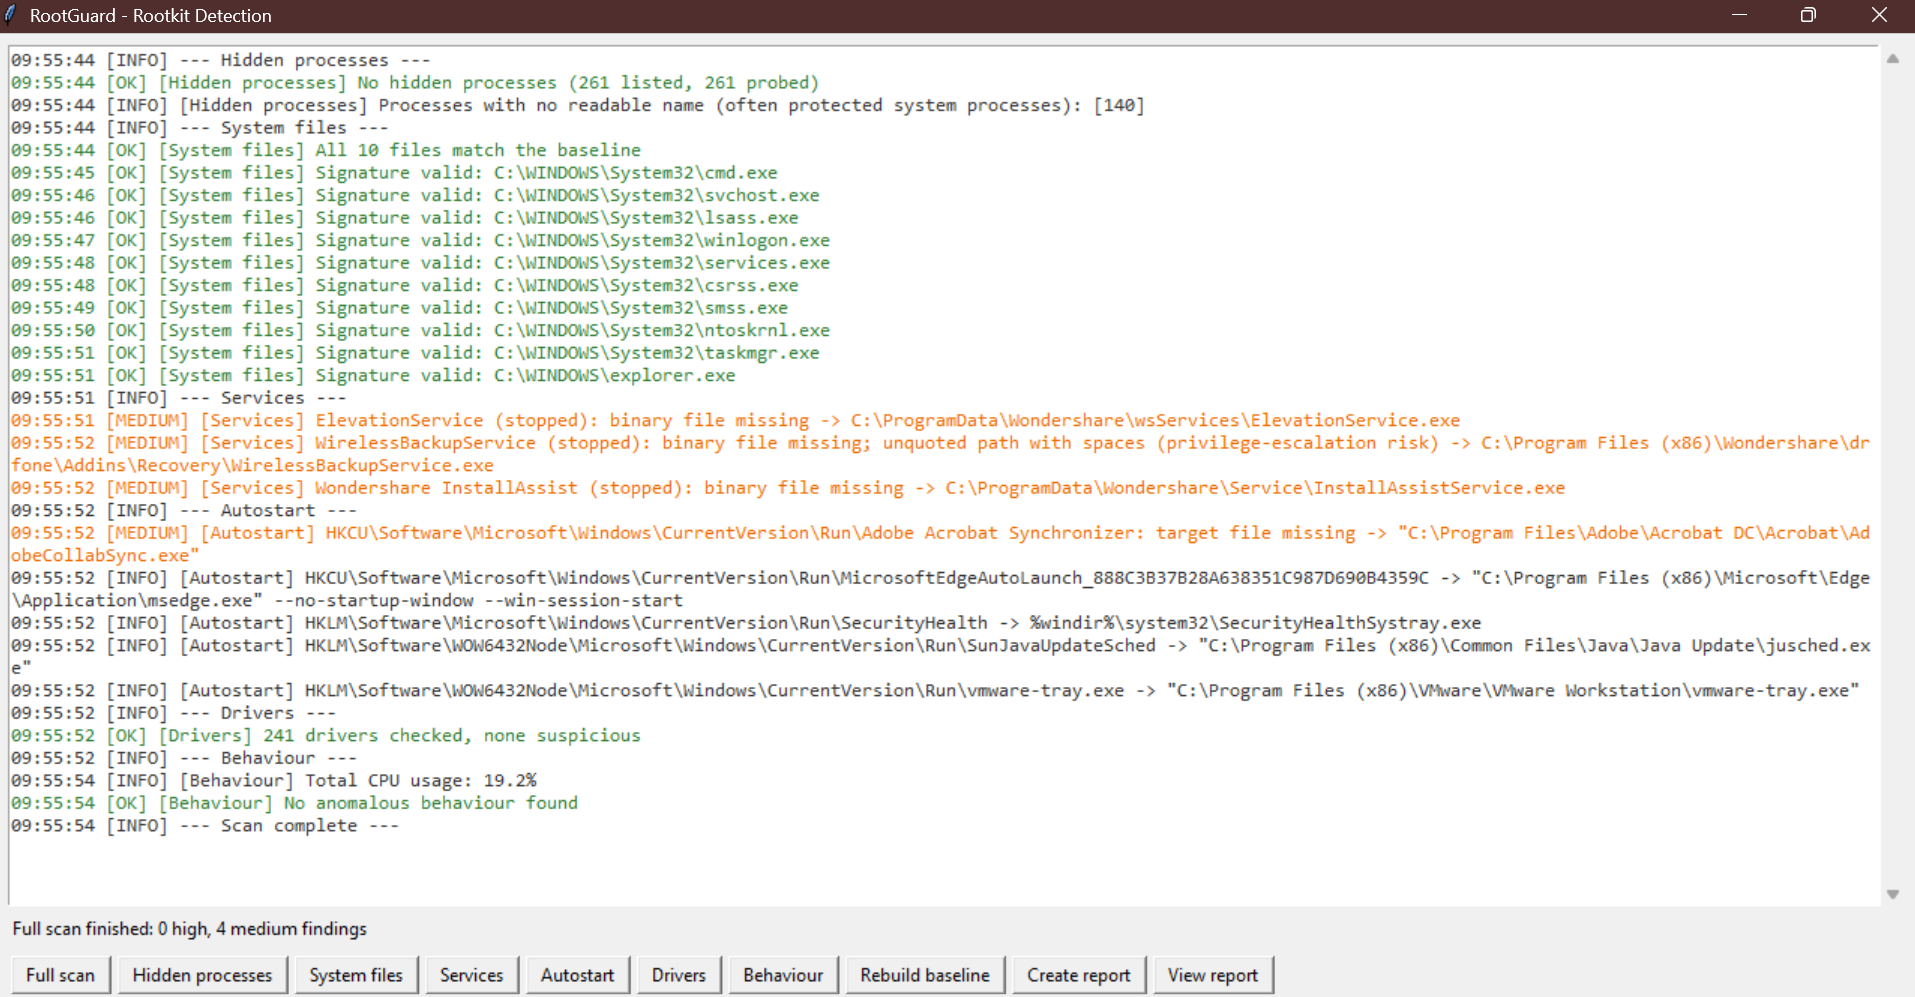 RootGuard - Rootkit Detection
09:55:44 [INFO] --- Hidden processes ---
09:55:44 [OK] [Hidden processes] No hidden processes (261 listed, 261 probed)
09:55:44 [INFO] [Hidden processes] Processes with no readable name (often protected system processes): [140]
09:55:44 [INFO] --- System files ---
09:55:44 [OK] [System files] All 10 files match the baseline
09:55:45 [OK] [System files] Signature valid: C:\WINDOWS\System32\cmd.exe
09:55:46 [OK] [System files] Signature valid: C:\WINDOWS\System32\svchost.exe
09:55:46 [OK] [System files] Signature valid: C:\WINDOWS\System32\lsass.exe
09:55:47 [OK] [System files] Signature valid: C:\WINDOWS\System32\winlogon.exe
09:55:48 [OK] [System files] Signature valid: C:\WINDOWS\System32\services.exe
09:55:48 [OK] [System files] Signature valid: C:\WINDOWS\System32\csrss.exe
09:55:49 [OK] [System files] Signature valid: C:\WINDOWS\System32\smss.exe
09:55:50 [OK] [System files] Signature valid: C:\WINDOWS\System32\ntoskrnl.exe
09:55:51 [OK] [System files] Signature valid: C:\WINDOWS\System32\taskmgr.exe
09:55:51 [OK] [System files] Signature valid: C:\WINDOWS\explorer.exe
09:55:51 [INFO] --- Services ---
09:55:51 [MEDIUM] [Services] ElevationService (stopped): binary file missing -> C:\ProgramData\Wondershare\wsServices\ElevationService.exe
09:55:52 [MEDIUM] [Services] WirelessBackupService (stopped): binary file missing; unquoted path with spaces (privilege-escalation risk) -> C:\Program Files (x86)\Wondershare\dr
fone\Addins\Recovery\WirelessBackupService.exe
09:55:52 [MEDIUM] [Services] Wondershare InstallAssist (stopped): binary file missing -> C:\ProgramData\Wondershare\Service\InstallAssistService.exe
09:55:52 [INFO] --- Autostart ---
09:55:52 [MEDIUM] [Autostart] HKCU\Software\Microsoft\Windows\CurrentVersion\Run\Adobe Acrobat Synchronizer: target file missing -> "C:\Program Files\Adobe\Acrobat DC\Acrobat\Ad
obeCollabSync.exe"
09:55:52 [INFO] [Autostart] HKCU\Software\Microsoft\Windows\CurrentVersion\Run\MicrosoftEdgeAutoLaunch_888C3B37B28A638351C987D690B4359C -> "C:\Program Files (x86)\Microsoft\Edge
\Application\msedge.exe" --no-startup-window --win-session-start
09:55:52 [INFO] [Autostart] HKLM\Software\Microsoft\Windows\CurrentVersion\Run\SecurityHealth -> %windir%\system32\SecurityHealthSystray.exe
09:55:52 [INFO] [Autostart] HKLM\Software\WOW6432Node\Microsoft\Windows\CurrentVersion\Run\SunJavaUpdateSched -> "C:\Program Files (x86)\Common Files\Java\Java Update\jusched.ex
e"
09:55:52 [INFO] [Autostart] HKLM\Software\WOW6432Node\Microsoft\Windows\CurrentVersion\Run\vmware-tray.exe -> "C:\Program Files (x86)\VMware\VMware Workstation\vmware-tray.exe"
09:55:52 [INFO] --- Drivers ---
09:55:52 [OK] [Drivers] 241 drivers checked, none suspicious
09:55:52 [INFO] --- Behaviour ---
09:55:54 [INFO] [Behaviour] Total CPU usage: 19.2%
09:55:54 [OK] [Behaviour] No anomalous behaviour found
09:55:54 [INFO] --- Scan complete ---
Full scan finished: 0 high, 4 medium findings
Full scan Hidden processes System files Services Autostart Drivers Behaviour Rebuild baseline Create report View report